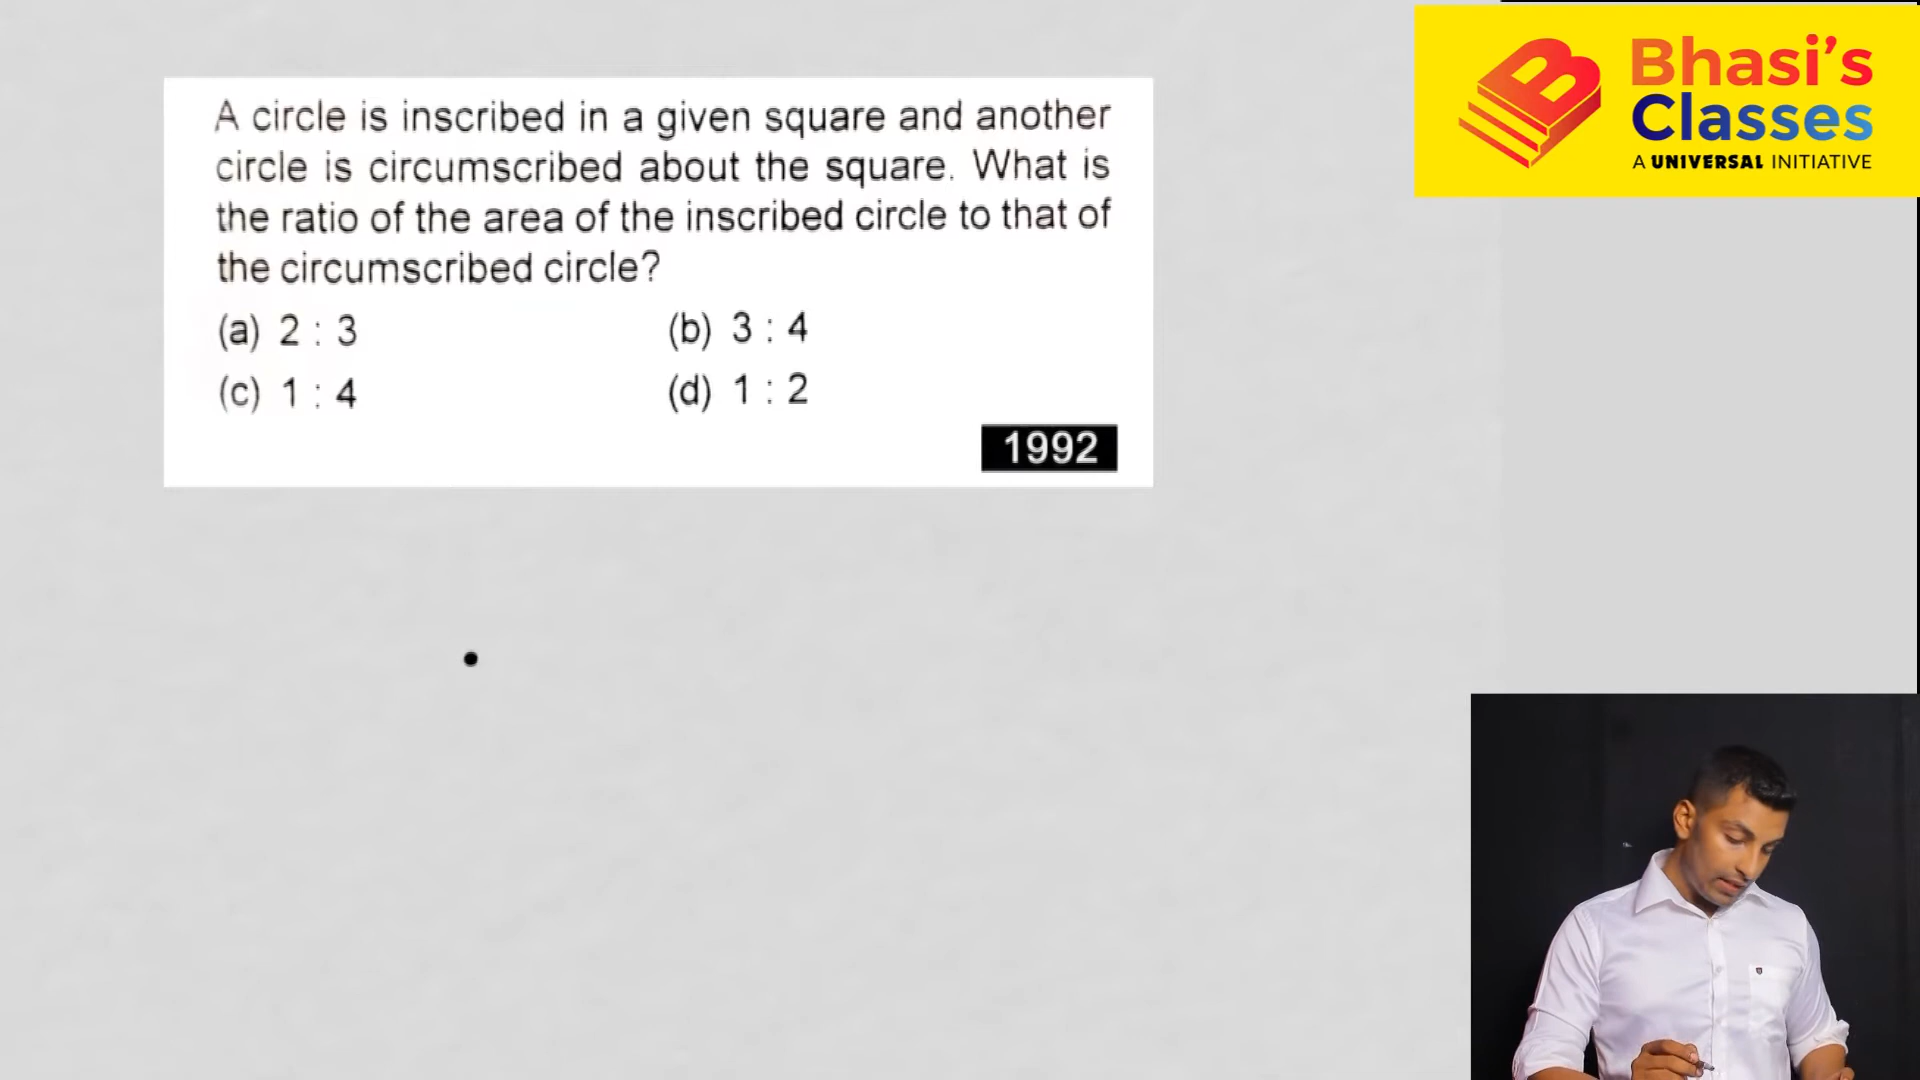 A circle is inscribed in a given square and another
circle is circumscribed about the square. What is
the ratio of the area of the inscribed circle to that of
the circumscribed circle?
(a) 2 : 3 (b) 3 : 4
(c) 1 : 4 (d) 1 : 2
1992
B
Bhasi's
Classes
A UNIVERSAL INITIATIVE